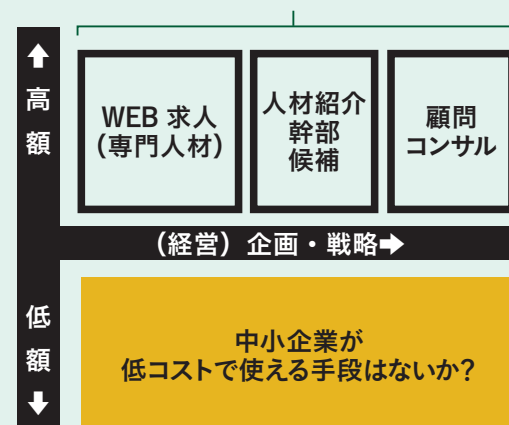 ⬆
高
額
WEB 求人
(専門人材)
人材紹介
幹部
候補
顧問
コンサル
(経営) 企画・戦略➡
低
額
⬇
中小企業が
低コストで使える手段はないか?